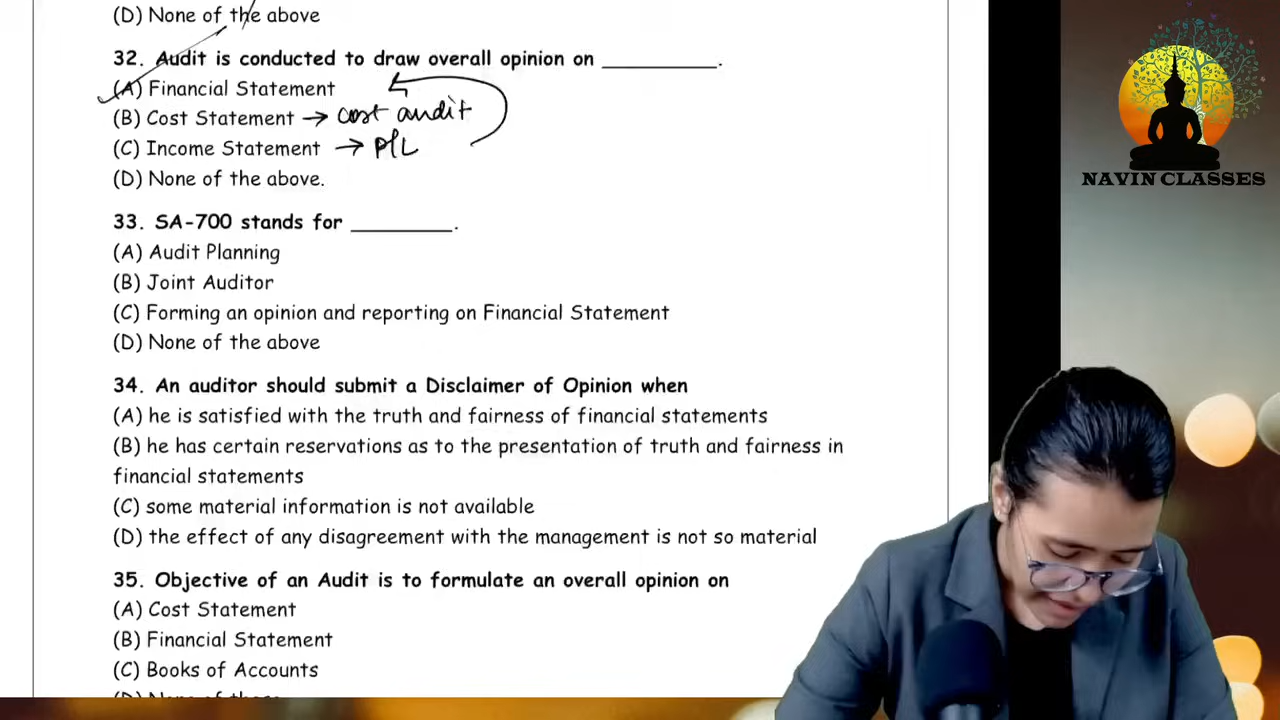 (D) None of the above
32. Audit is conducted to draw overall opinion on __________.
(A) Financial Statement
(B) Cost Statement → cost audit
(C) Income Statement → P/L
(D) None of the above.
33. SA-700 stands for _________.
(A) Audit Planning
(B) Joint Auditor
(C) Forming an opinion and reporting on Financial Statement
(D) None of the above
34. An auditor should submit a Disclaimer of Opinion when
(A) he is satisfied with the truth and fairness of financial statements
(B) he has certain reservations as to the presentation of truth and fairness in
financial statements
(C) some material information is not available
(D) the effect of any disagreement with the management is not so material
35. Objective of an Audit is to formulate an overall opinion on
(A) Cost Statement
(B) Financial Statement
(C) Books of Accounts
NAVIN CLASSES